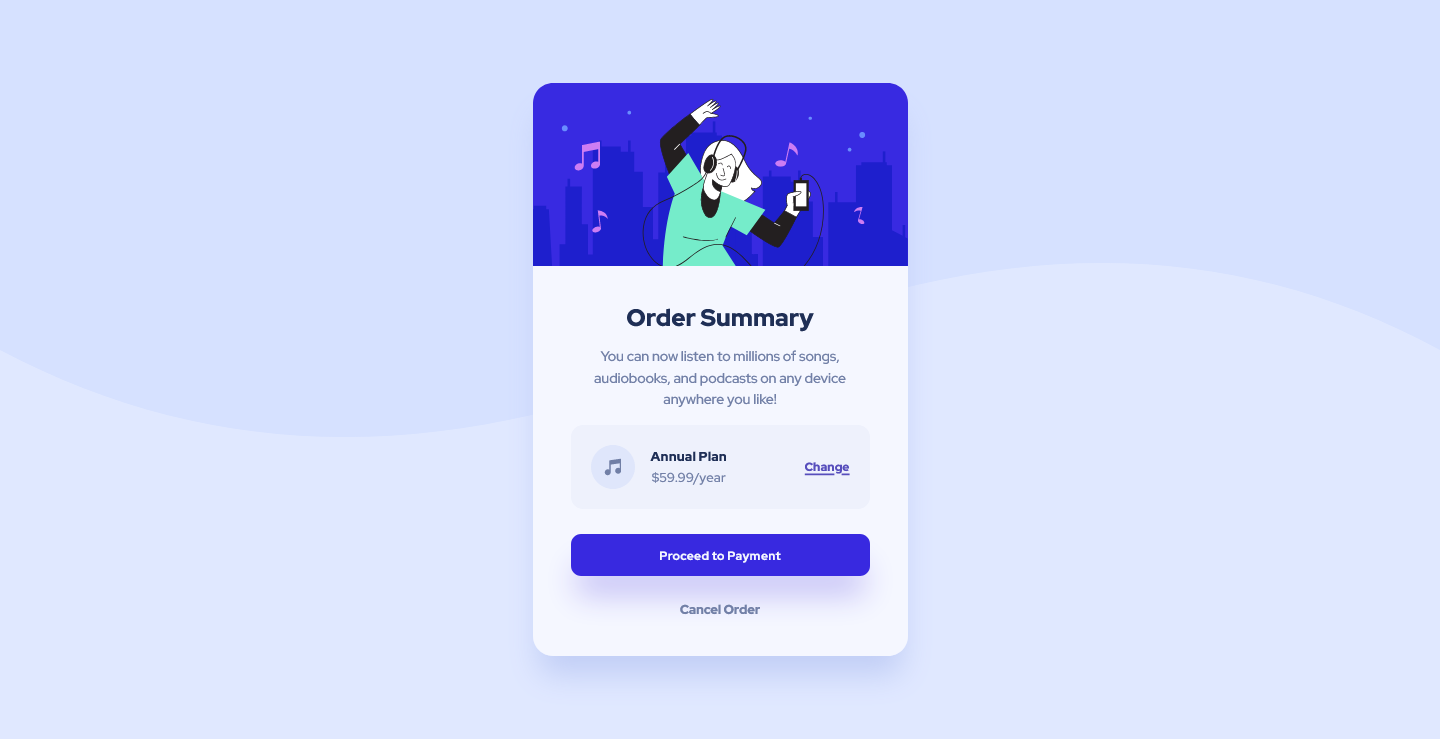 Order Summary
You can now listen to millions of songs,
audiobooks, and podcasts on any device
anywhere you like!
Annual Plan
$59.99/year
Change
Proceed to Payment
Cancel Order